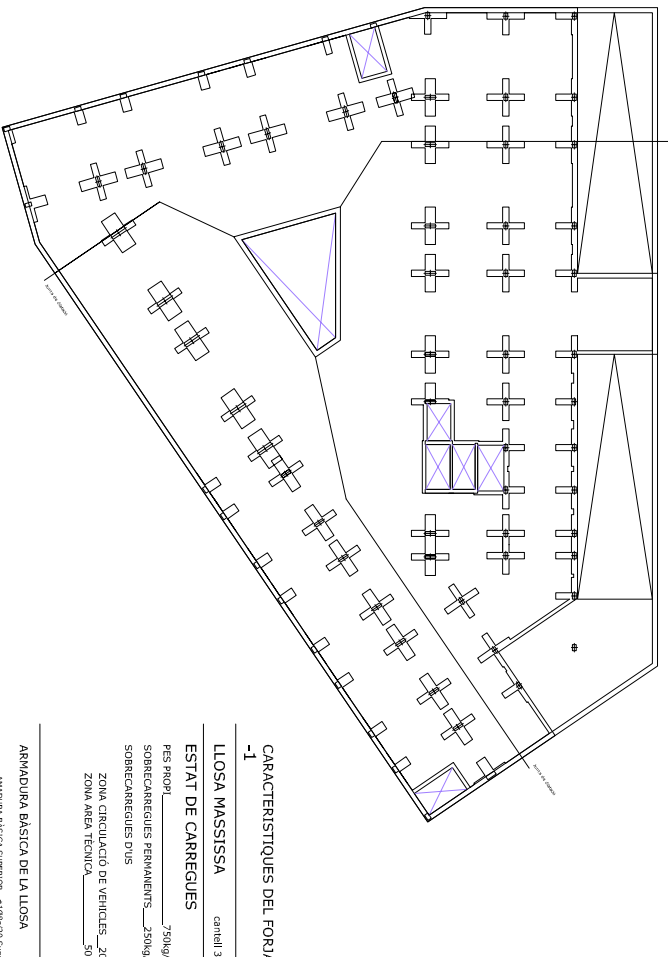 CARACTERISTIQUES DEL FORJA
-1
LLOSA MASSISSA cantell 3
ESTAT DE CARREGUES
PES PROPI 750kg/
SOBRECARREGUES PERMANENTS 250kg/
SOBRECARREGUES D'US
ZONA CIRCULACIÓ DE VEHICLES 20
ZONA AREA TÈCNICA 50
ARMADURA BÀSICA DE LA LLOSA